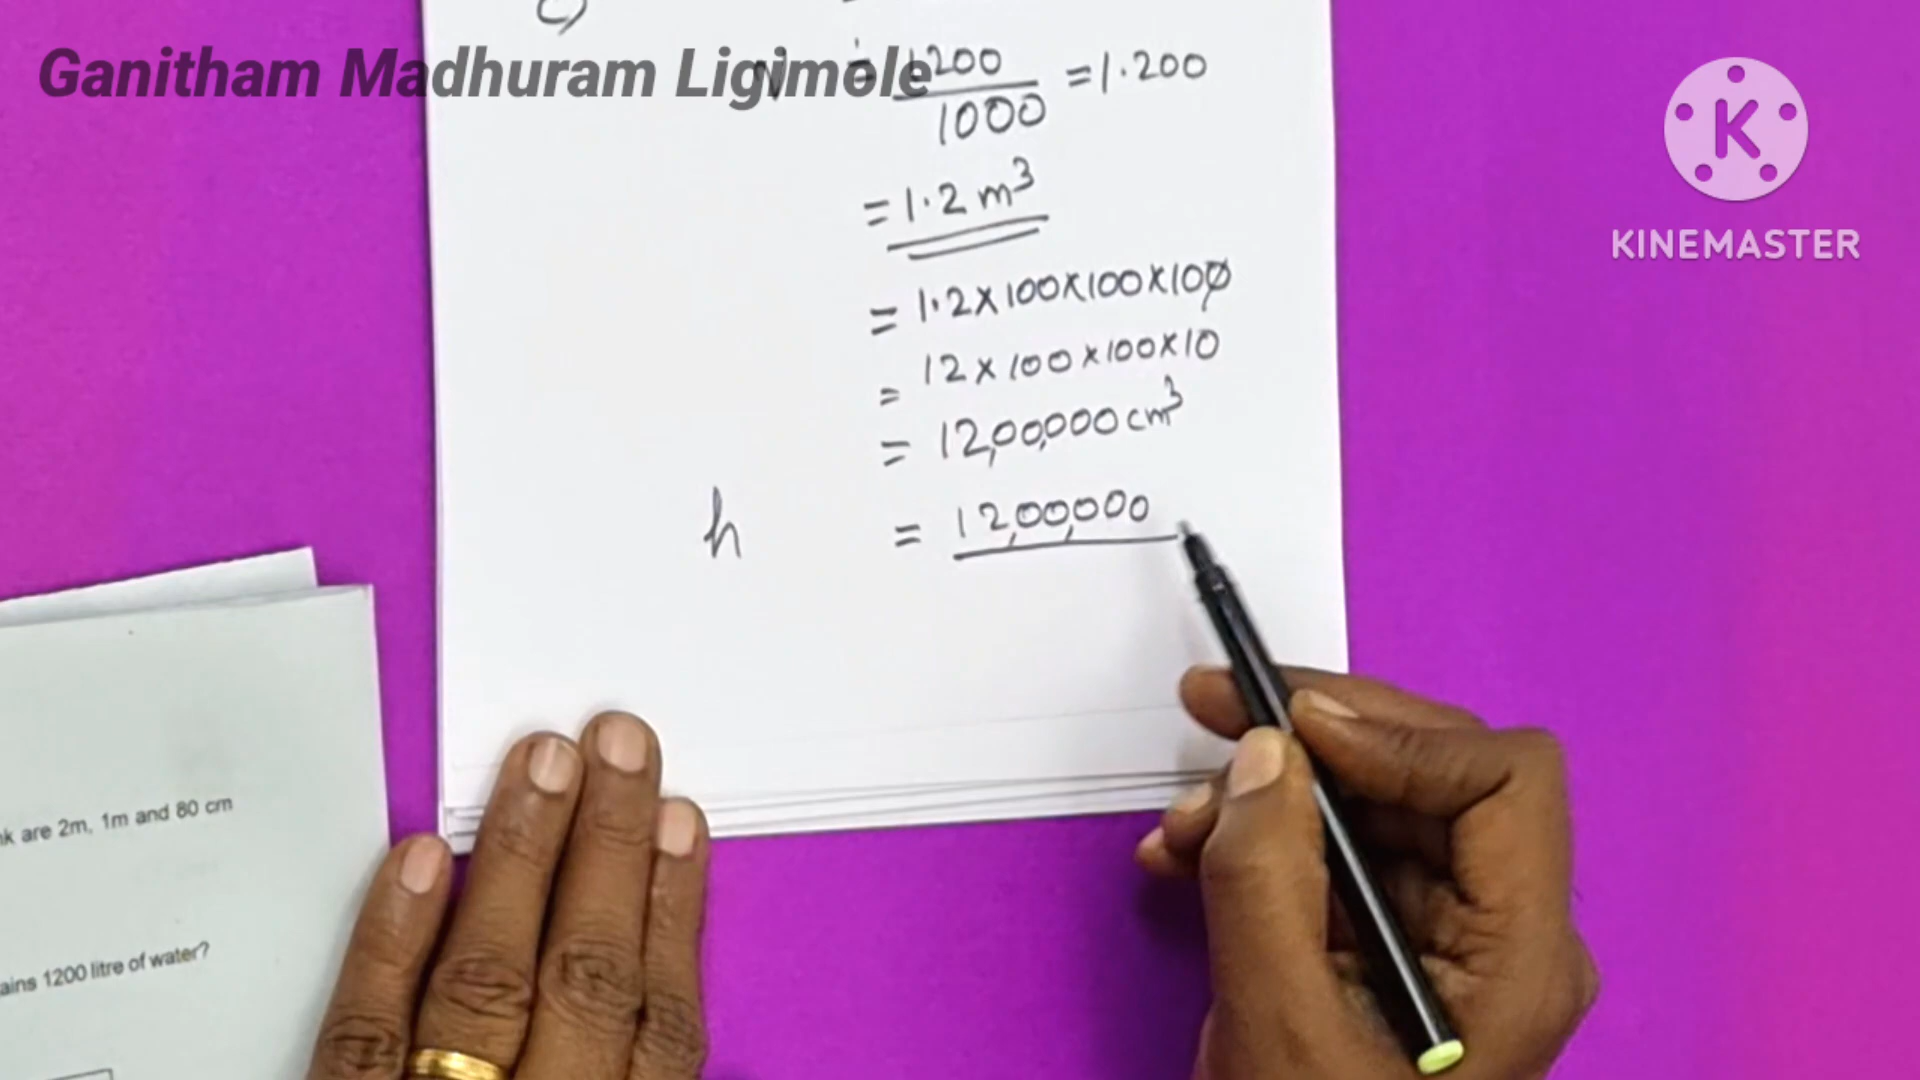 c)
Ganitham Madhuram Ligimole
V = 1200/1000 = 1.200
KINEMASTER
= 1.2 m³
= 1.2×100×100×100
= 12×100×100×10
= 12,00,000 cm³
h = 12,00,000
are 2m, 1m and 80 cm
1200 litre of water?